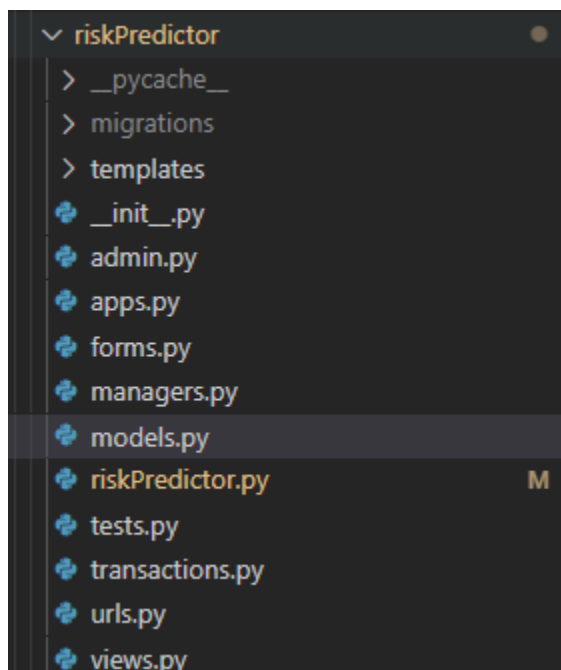 riskPredictor
__pycache__
migrations
templates
__init__.py
admin.py
apps.py
forms.py
managers.py
models.py
riskPredictor.py M
tests.py
transactions.py
urls.py
views.py